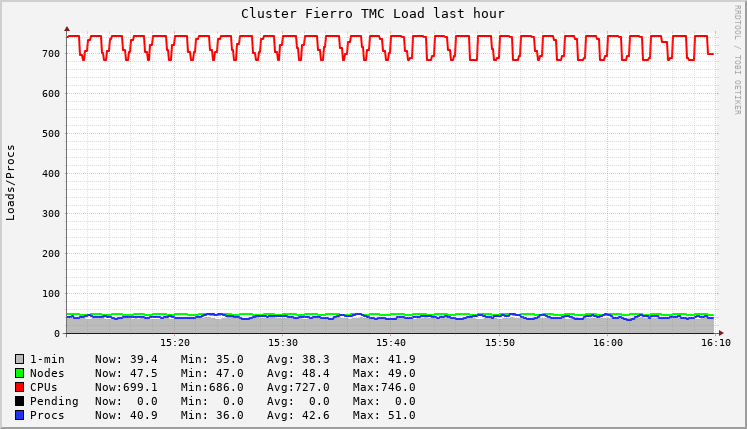 Cluster Fierro TMC Load last hour
RRDTOOL / TOBI OETIKER
Loads/Procs
700
600
500
400
300
200
100
0
15:20 15:30 15:40 15:50 16:00 16:10
1-min Now: 39.4 Min: 35.0 Avg: 38.3 Max: 41.9
Nodes Now: 47.5 Min: 47.0 Avg: 48.4 Max: 49.0
CPUs Now:699.1 Min:686.0 Avg:727.0 Max:746.0
Pending Now: 0.0 Min: 0.0 Avg: 0.0 Max: 0.0
Procs Now: 40.9 Min: 36.0 Avg: 42.6 Max: 51.0